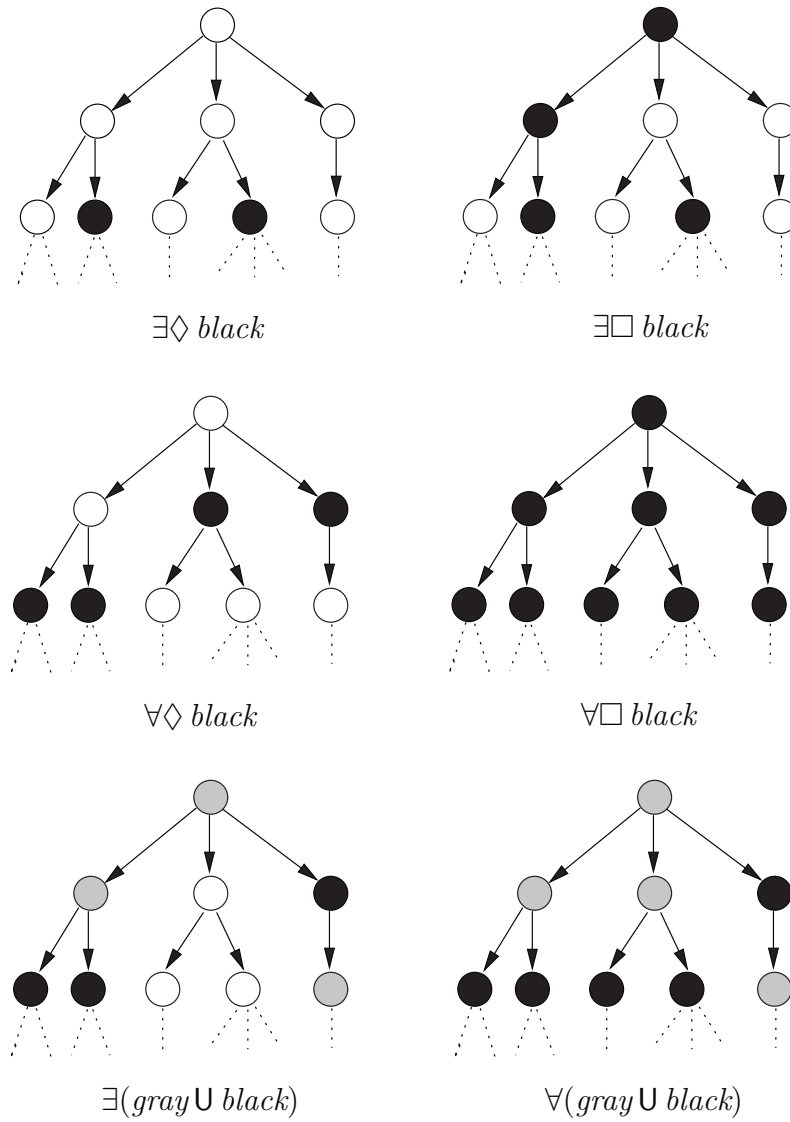 ∃◇ black
∃□ black
∀◇ black
∀□ black
∃(gray U black)
∀(gray U black)